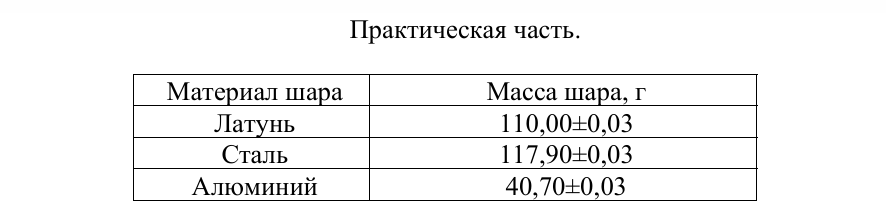 Практическая часть.
Материал шара Масса шара, г
Латунь 110,00±0,03
Сталь 117,90±0,03
Алюминий 40,70±0,03